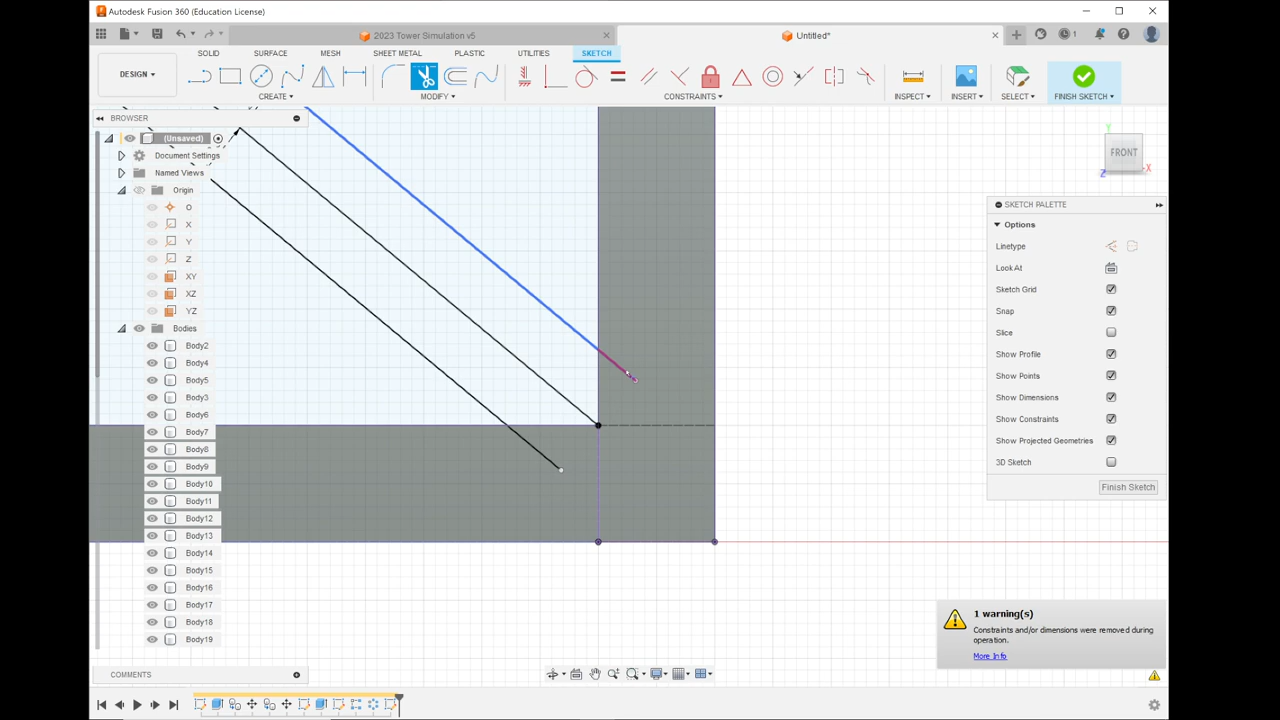 Autodesk Fusion 360 (Education License)
2023 Tower Simulation v5
Untitled*
1
DESIGN
SOLID
SURFACE
MESH
SHEET METAL
PLASTIC
UTILITIES
SKETCH
CREATE
MODIFY
CONSTRAINTS
INSPECT
INSERT
SELECT
FINISH SKETCH
BROWSER
(Unsaved)
Document Settings
Named Views
Origin
O
X
Y
Z
XY
XZ
YZ
Bodies
Body2
Body4
Body5
Body3
Body6
Body7
Body8
Body9
Body10
Body11
Body12
Body13
Body14
Body15
Body16
Body17
Body18
Body19
Y
FRONT
X
Z
SKETCH PALETTE
Options
Linetype
Look At
Sketch Grid
Snap
Slice
Show Profile
Show Points
Show Dimensions
Show Constraints
Show Projected Geometries
3D Sketch
Finish Sketch
1 warning(s)
Constraints and/or dimensions were removed during
operation.
More Info
COMMENTS